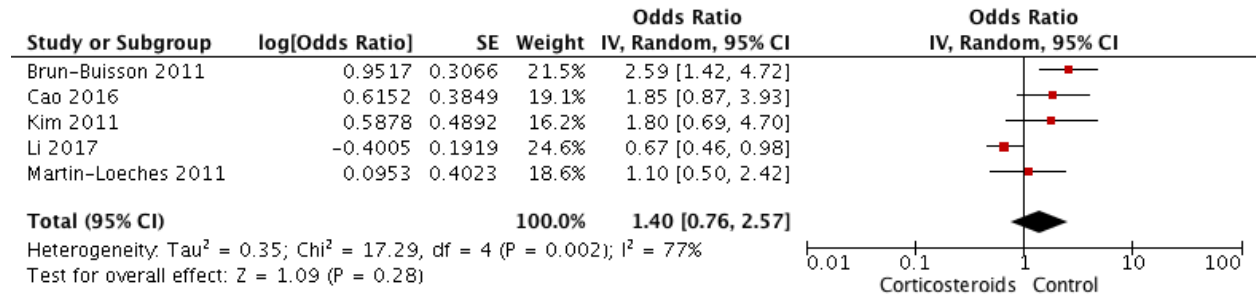 Odds Ratio Odds Ratio
Study or Subgroup log[Odds Ratio] SE Weight IV, Random, 95% CI IV, Random, 95% CI
Brun-Buisson 2011 0.9517 0.3066 21.5% 2.59 [1.42, 4.72]
Cao 2016 0.6152 0.3849 19.1% 1.85 [0.87, 3.93]
Kim 2011 0.5878 0.4892 16.2% 1.80 [0.69, 4.70]
Li 2017 -0.4005 0.1919 24.6% 0.67 [0.46, 0.98]
Martin-Loeches 2011 0.0953 0.4023 18.6% 1.10 [0.50, 2.42]
Total (95% CI) 100.0% 1.40 [0.76, 2.57]
Heterogeneity: Tau² = 0.35; Chi² = 17.29, df = 4 (P = 0.002); I² = 77%
Test for overall effect: Z = 1.09 (P = 0.28)
0.01 0.1 1 10 100
Corticosteroids Control